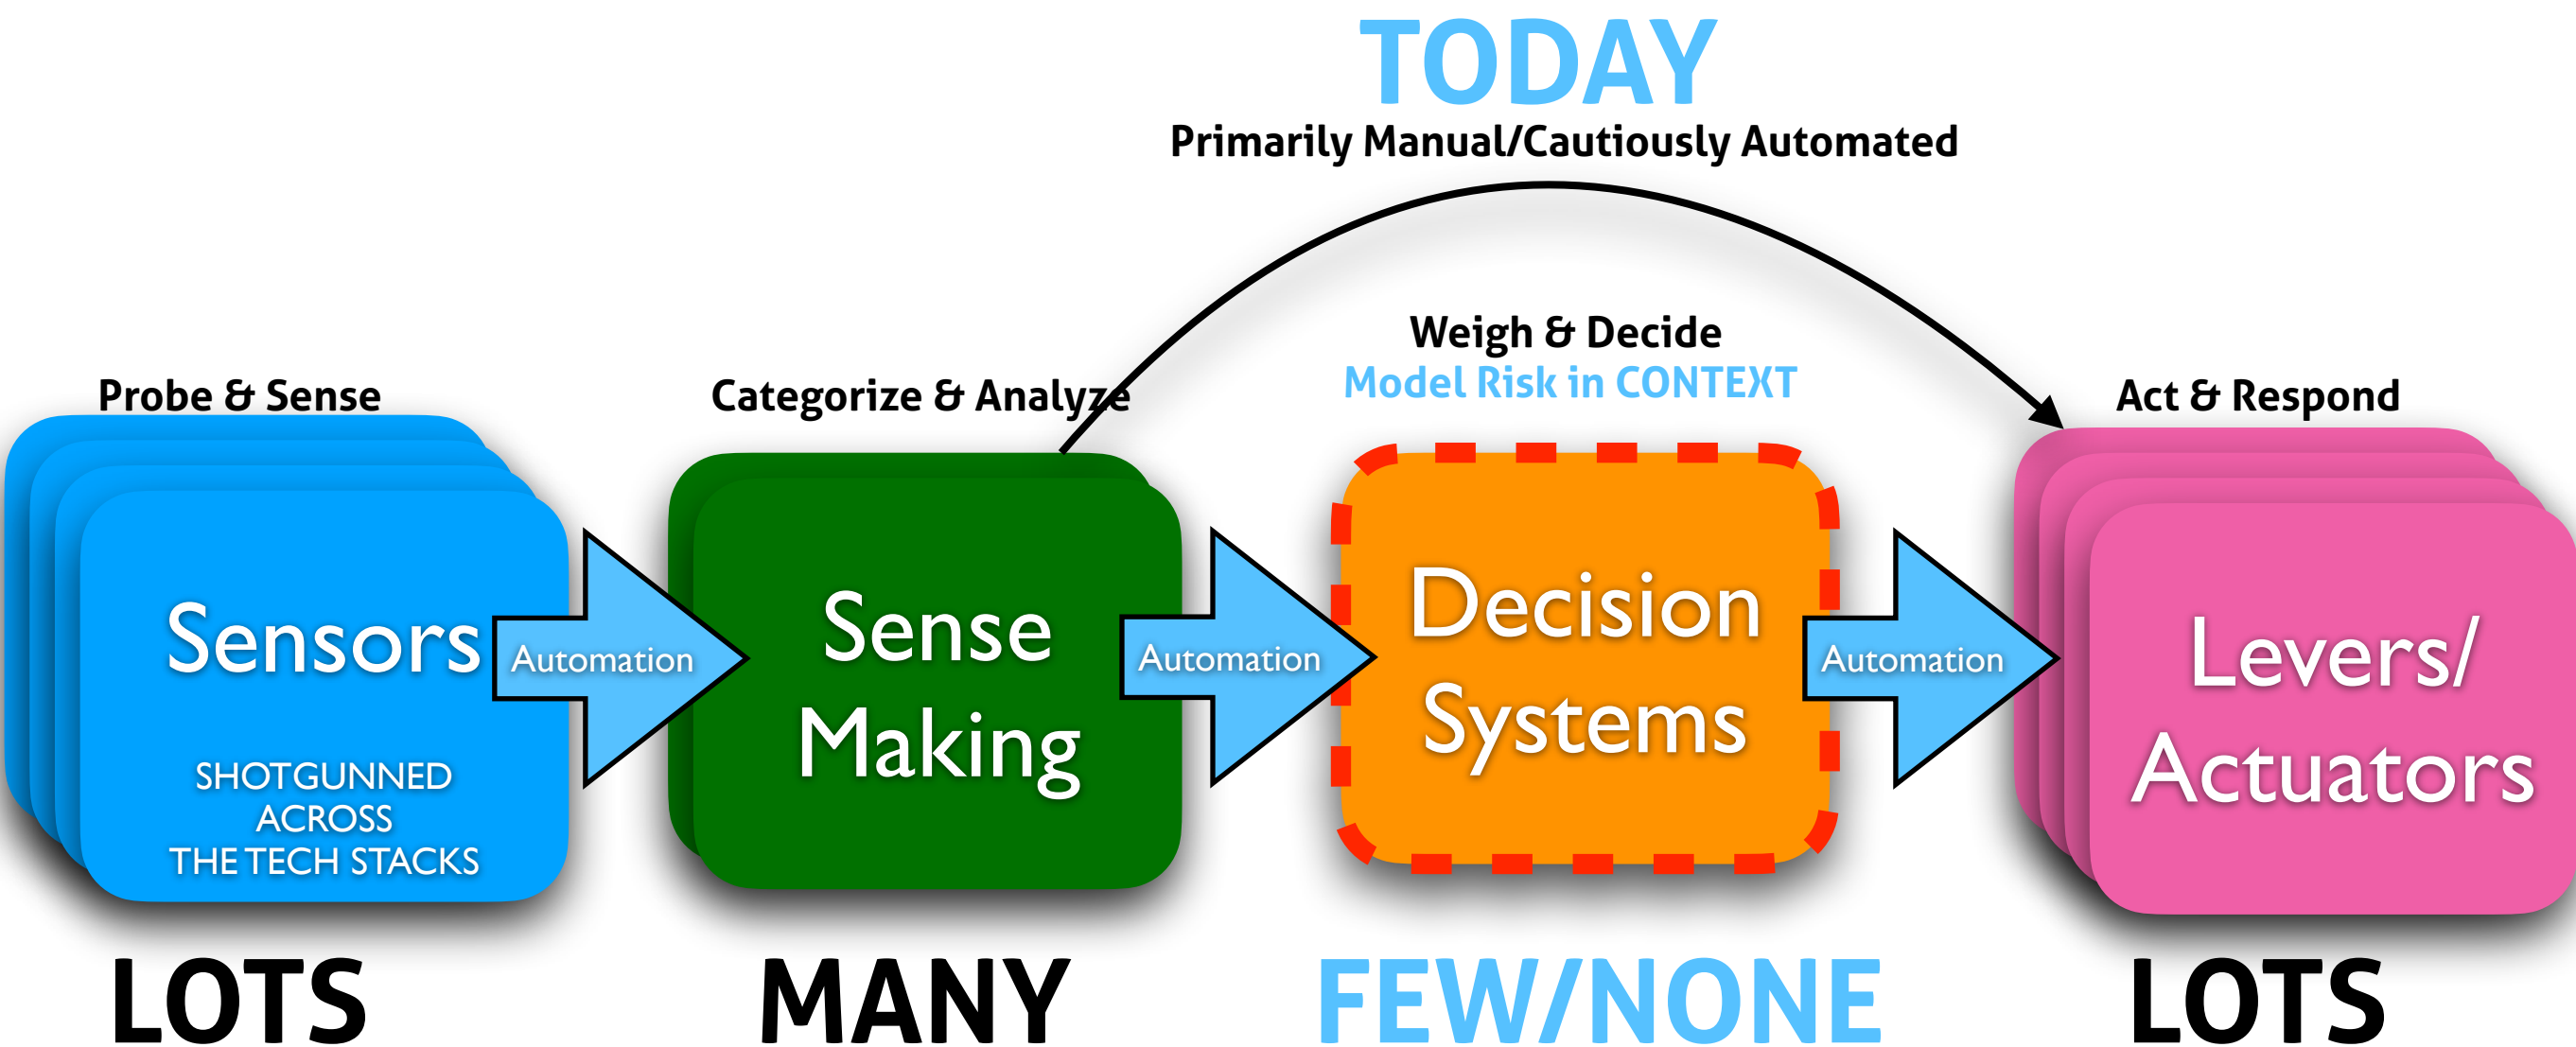 TODAY
Primarily Manual/Cautiously Automated
Probe & Sense
Categorize & Analyze
Weigh & Decide
Model Risk in CONTEXT
Act & Respond
Sensors
SHOTGUNNED
ACROSS
THE TECH STACKS
Automation
Sense
Making
Automation
Decision
Systems
Automation
Levers/
Actuators
LOTS
MANY
FEW/NONE
LOTS